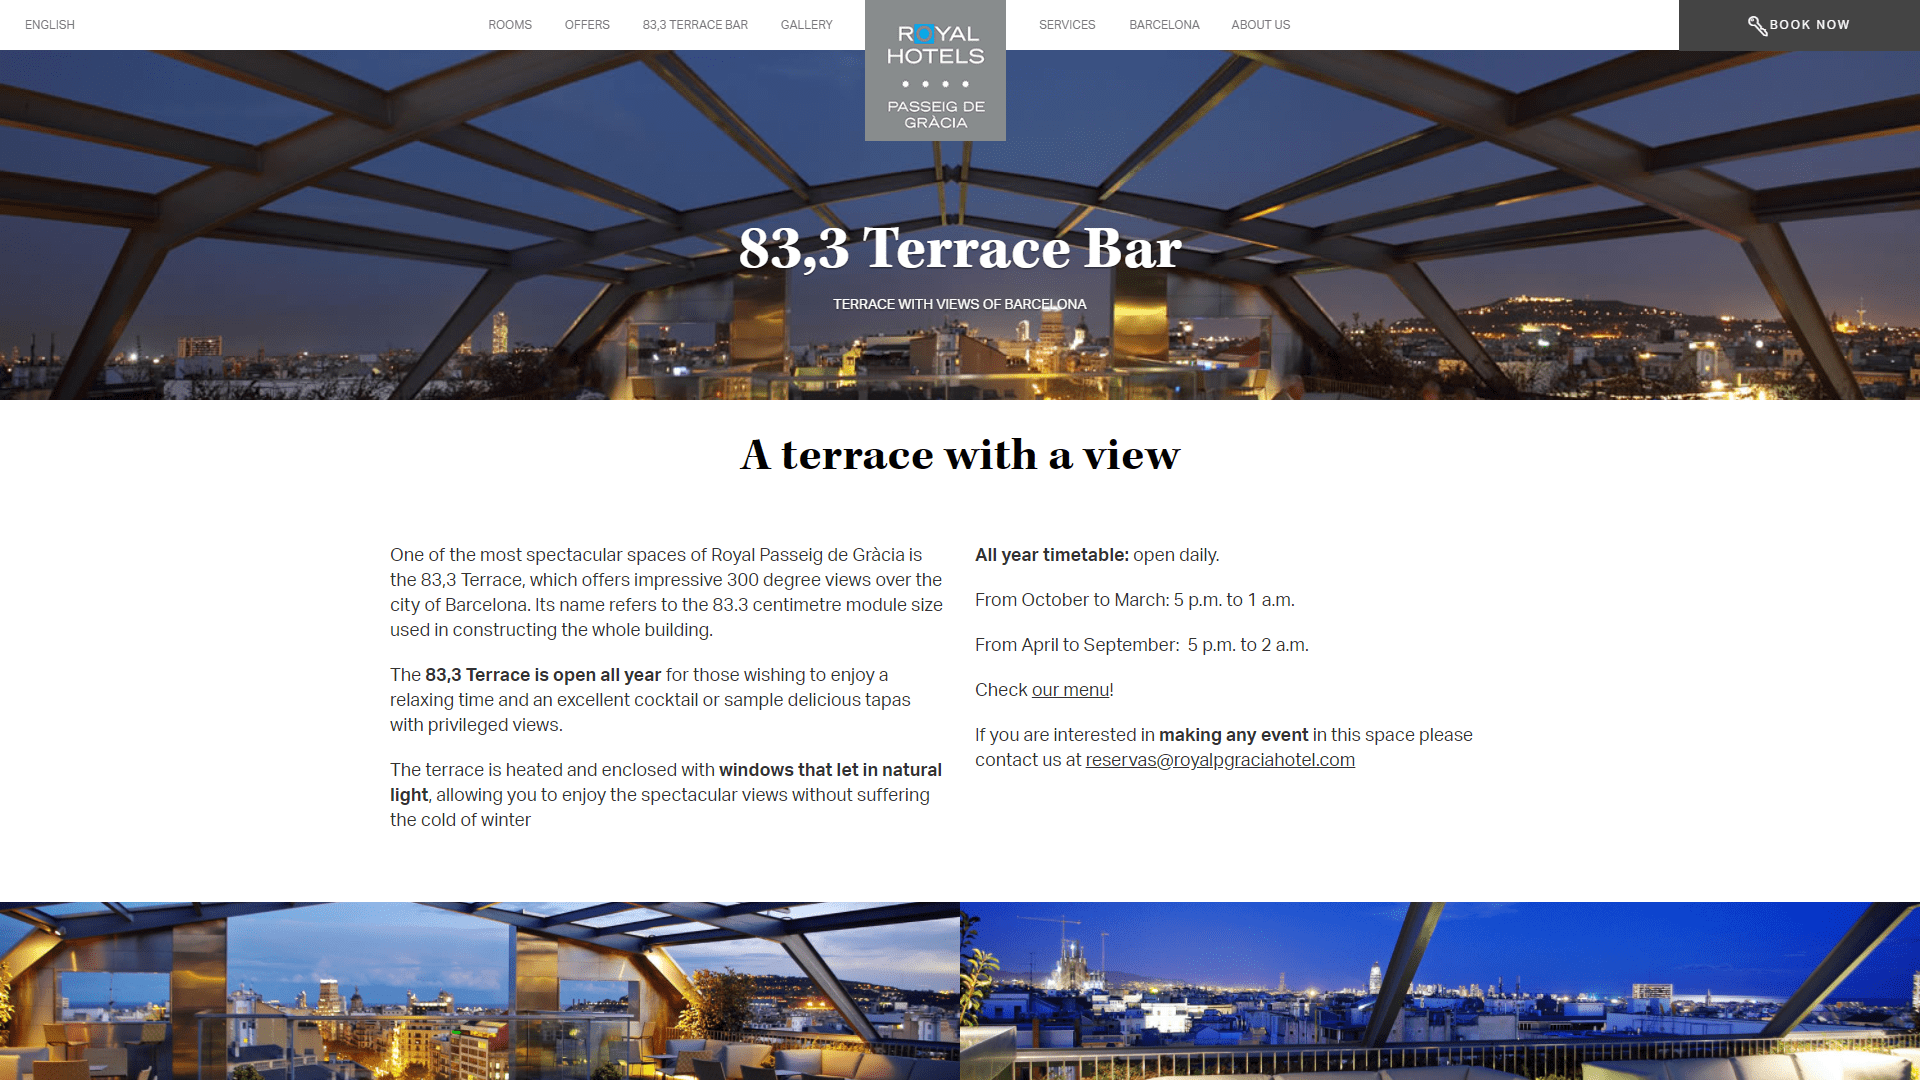 ENGLISH
ROOMS
OFFERS
83,3 TERRACE BAR
GALLERY
ROYAL
HOTELS
PASSEIG DE
GRÀCIA
SERVICES
BARCELONA
ABOUT US
BOOK NOW
83,3 Terrace Bar
TERRACE WITH VIEWS OF BARCELONA
A terrace with a view
One of the most spectacular spaces of Royal Passeig de Gràcia is
the 83,3 Terrace, which offers impressive 300 degree views over the
city of Barcelona. Its name refers to the 83.3 centimetre module size
used in constructing the whole building.
The 83,3 Terrace is open all year for those wishing to enjoy a
relaxing time and an excellent cocktail or sample delicious tapas
with privileged views.
The terrace is heated and enclosed with windows that let in natural
light, allowing you to enjoy the spectacular views without suffering
the cold of winter
All year timetable: open daily.
From October to March: 5 p.m. to 1 a.m.
From April to September:  5 p.m. to 2 a.m.
Check our menu!
If you are interested in making any event in this space please
contact us at reservas@royalpgraciahotel.com